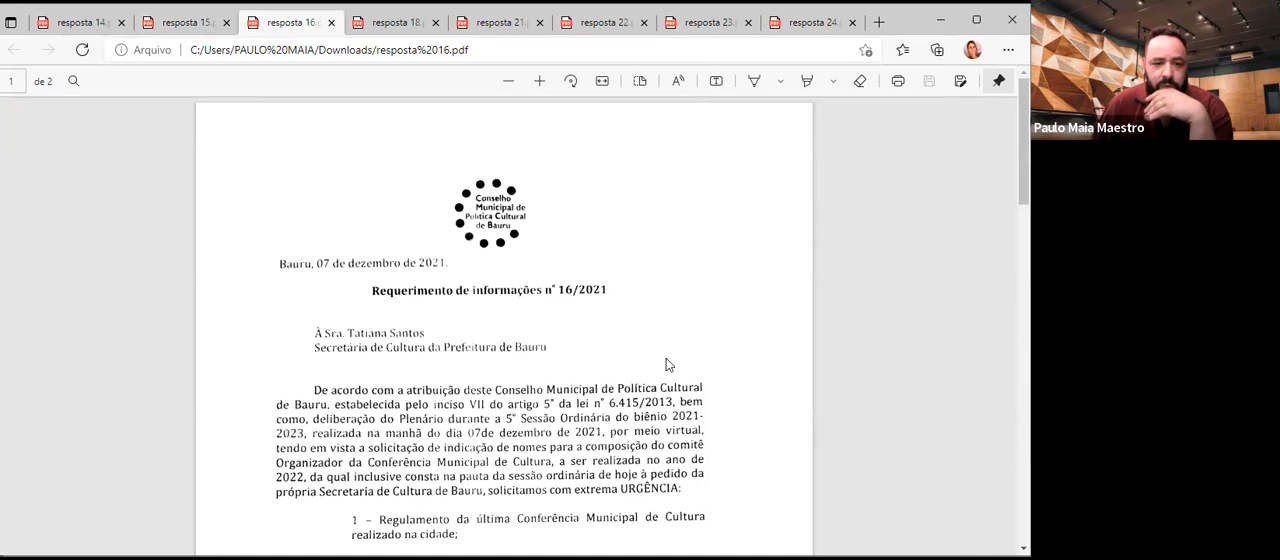 resposta 14.
resposta 15.
resposta 16.
resposta 18.
resposta 21.
resposta 22.
resposta 23.
resposta 24.
Arquivo
C:/Users/PAULO%20MAIA/Downloads/resposta%2016.pdf
1 de 2
Paulo Maia Maestro
Conselho
Municipal de
Política Cultural
de Bauru
Bauru, 07 de dezembro de 2021.
Requerimento de informações n° 16/2021
À Sra. Tatiana Santos
Secretária de Cultura da Prefeitura de Bauru
De acordo com a atribuição deste Conselho Municipal de Política Cultural
de Bauru, estabelecida pelo inciso VII do artigo 5° da lei n° 6.415/2013, bem
como, deliberação do Plenário durante a 5° Sessão Ordinária do biênio 2021-
2023, realizada na manhã do dia 07de dezembro de 2021, por meio virtual,
tendo em vista a solicitação de indicação de nomes para a composição do comitê
Organizador da Conferência Municipal de Cultura, a ser realizada no ano de
2022, da qual inclusive consta na pauta da sessão ordinária de hoje à pedido da
própria Secretaria de Cultura de Bauru, solicitamos com extrema URGÊNCIA:
1 – Regulamento da última Conferência Municipal de Cultura
realizado na cidade;